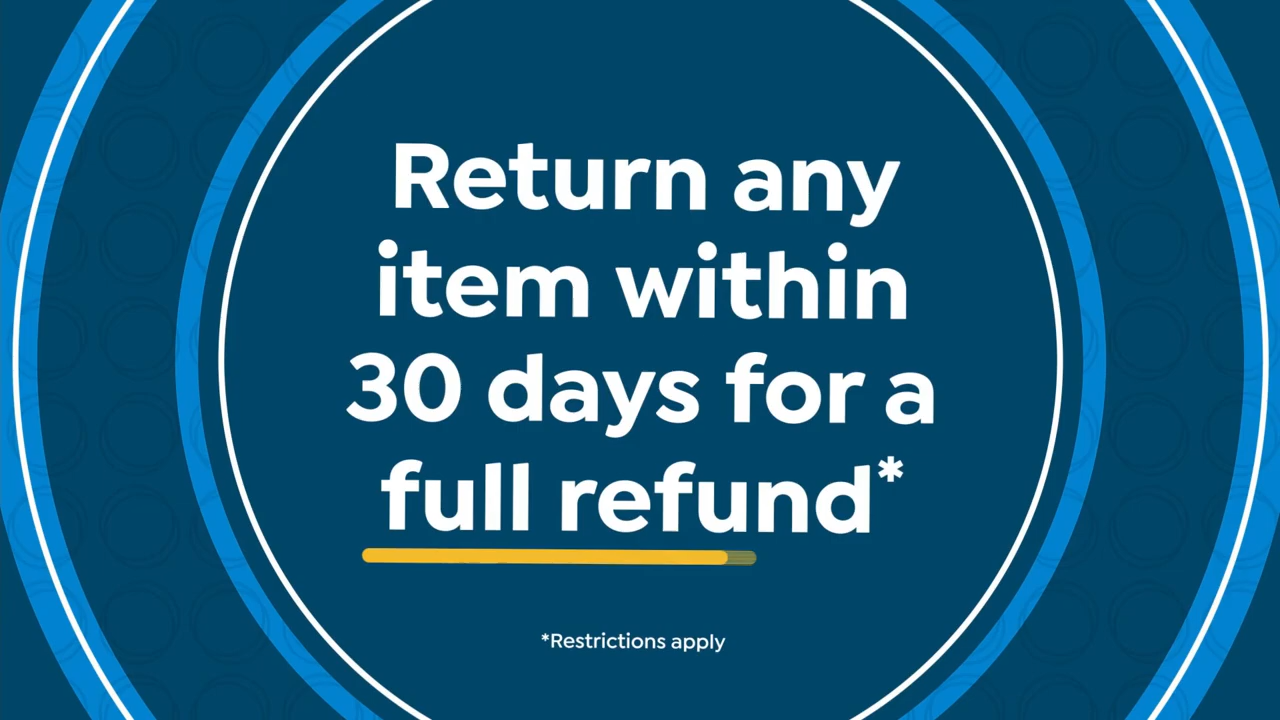 Return any
item within
30 days for a
full refund*
*Restrictions apply